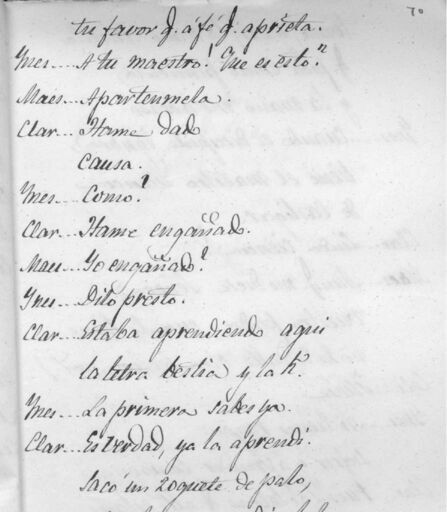 70
tu favor q. á fé q. aprieta.
Ynes.... A tu maestro! Que es esto?
Maes... Apartenmela.
Clar... Hame dad
causa.
Ynes... Como?
Clar... Hame engañad.
Maes... Yo engañad?
Ynes... Dilo presto.
Clar... Estaba aprendiendo aqui
la letra bestia y la h.
Ynes... La primera sabes ya.
Clar... Es verdad, ya la aprendi.
Sacó un zoquete de palo,